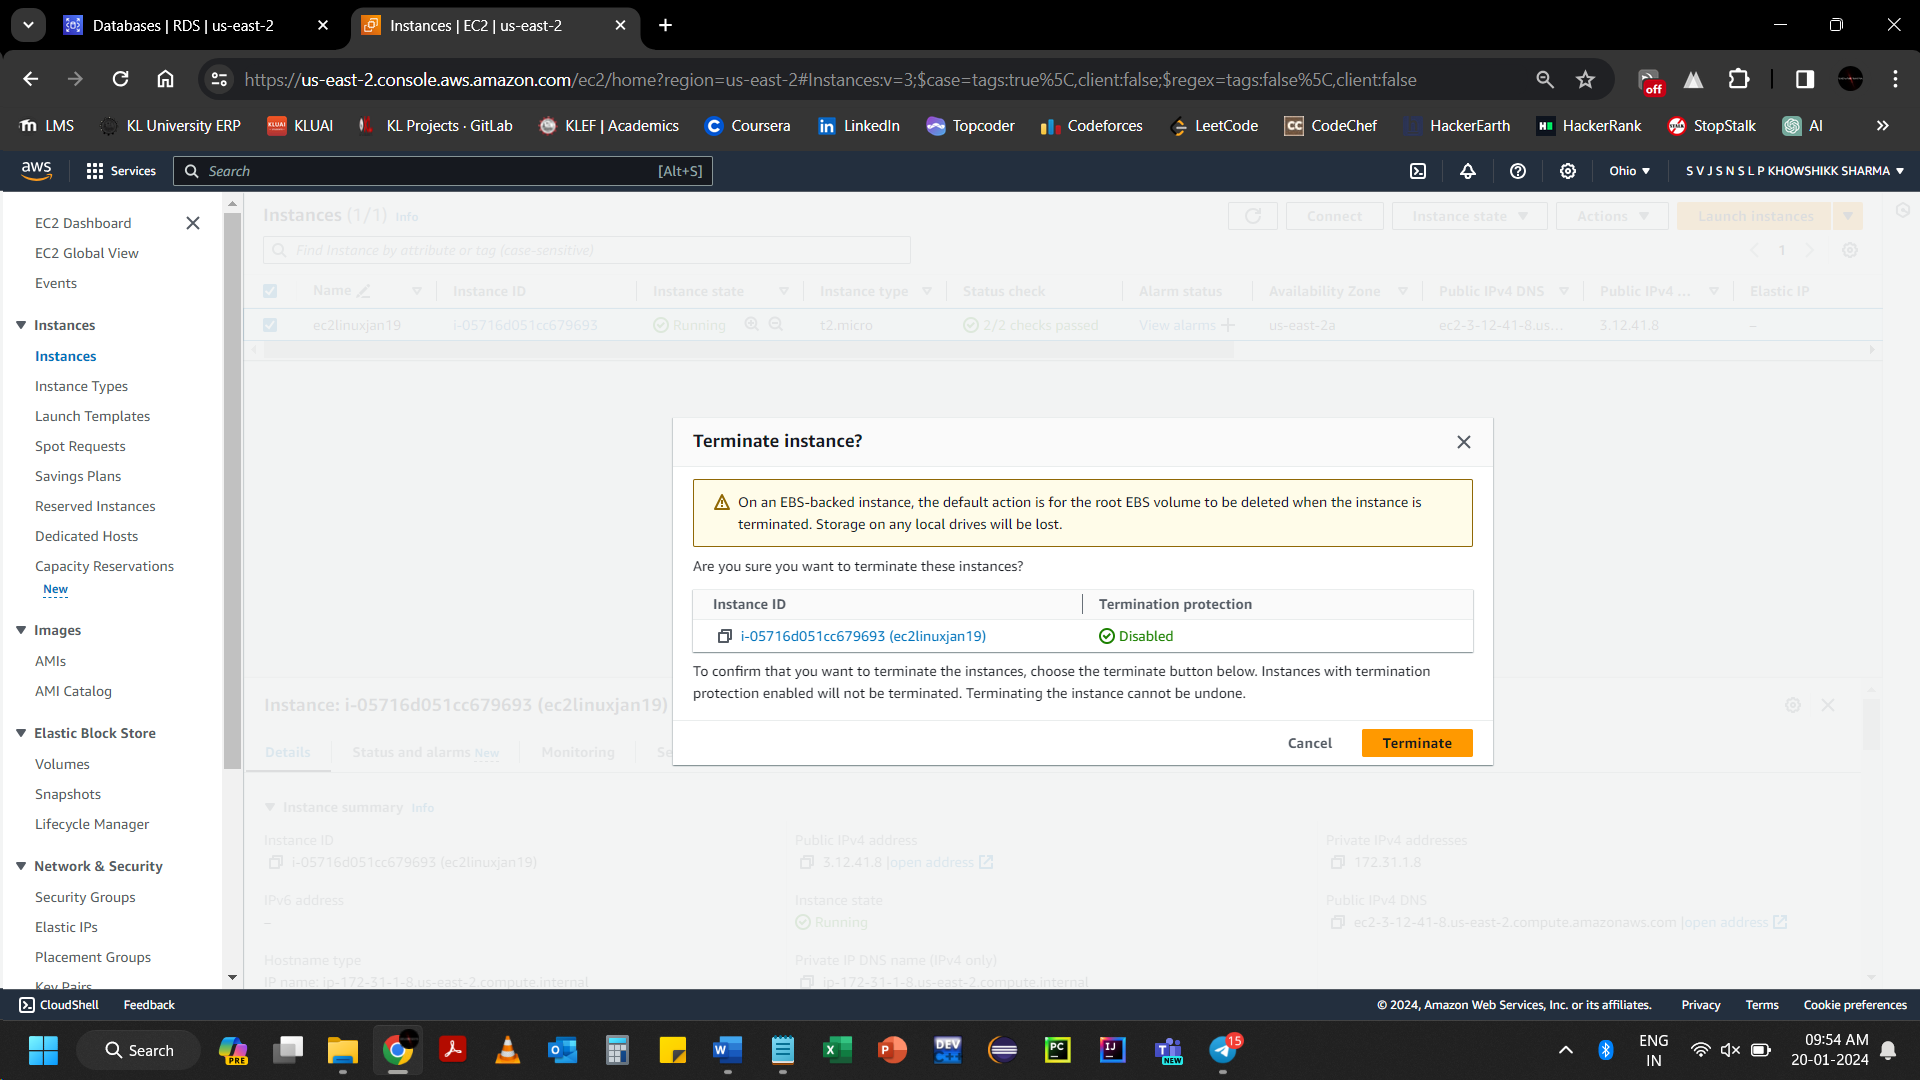 Databases | RDS | us-east-2
Instances | EC2 | us-east-2
https://us-east-2.console.aws.amazon.com/ec2/home?region=us-east-2#Instances:v=3;$case=tags:true%5C,client:false;$regex=tags:false%5C,client:false
off
LMS
KL University ERP
KLUAI
KL Projects · GitLab
KLEF | Academics
Coursera
LinkedIn
Topcoder
Codeforces
LeetCode
CodeChef
HackerEarth
HackerRank
StopStalk
AI
aws
Services
Search
[Alt+S]
Ohio
S V J S N S L P KHOWSHIKK SHARMA
EC2 Dashboard
EC2 Global View
Events
Instances
Instances
Instance Types
Launch Templates
Spot Requests
Savings Plans
Reserved Instances
Dedicated Hosts
Capacity Reservations
New
Images
AMIs
AMI Catalog
Elastic Block Store
Volumes
Snapshots
Lifecycle Manager
Network & Security
Security Groups
Elastic IPs
Placement Groups
Key Pairs
Instances (1/1) Info
Connect
Instance state
Actions
Launch instances
Find Instance by attribute or tag (case-sensitive)
1
Name
Instance ID
Instance state
Instance type
Status check
Alarm status
Availability Zone
Public IPv4 DNS
Public IPv4 ...
Elastic IP
ec2linuxjan19
i-05716d051cc679693
Running
t2.micro
2/2 checks passed
View alarms
us-east-2a
ec2-3-12-41-8.us...
3.12.41.8
–
Terminate instance?
On an EBS-backed instance, the default action is for the root EBS volume to be deleted when the instance is
terminated. Storage on any local drives will be lost.
Are you sure you want to terminate these instances?
Instance ID
Termination protection
i-05716d051cc679693 (ec2linuxjan19)
Disabled
To confirm that you want to terminate the instances, choose the terminate button below. Instances with termination
protection enabled will not be terminated. Terminating the instance cannot be undone.
Cancel
Terminate
Instance: i-05716d051cc679693 (ec2linuxjan19)
Details
Status and alarms New
Monitoring
Se
Instance summary Info
Instance ID
i-05716d051cc679693 (ec2linuxjan19)
Public IPv4 address
3.12.41.8 |open address
Private IPv4 addresses
172.31.1.8
IPv6 address
–
Instance state
Running
Public IPv4 DNS
ec2-3-12-41-8.us-east-2.compute.amazonaws.com |open address
Hostname type
IP name: ip-172-31-1-8.us-east-2.compute.internal
Private IP DNS name (IPv4 only)
ip-172-31-1-8.us-east-2.compute.internal
CloudShell
Feedback
© 2024, Amazon Web Services, Inc. or its affiliates.
Privacy
Terms
Cookie preferences
Search
PRE
DEV
C++
PC
IJ
NEW
15
ENG
IN
09:54 AM
20-01-2024